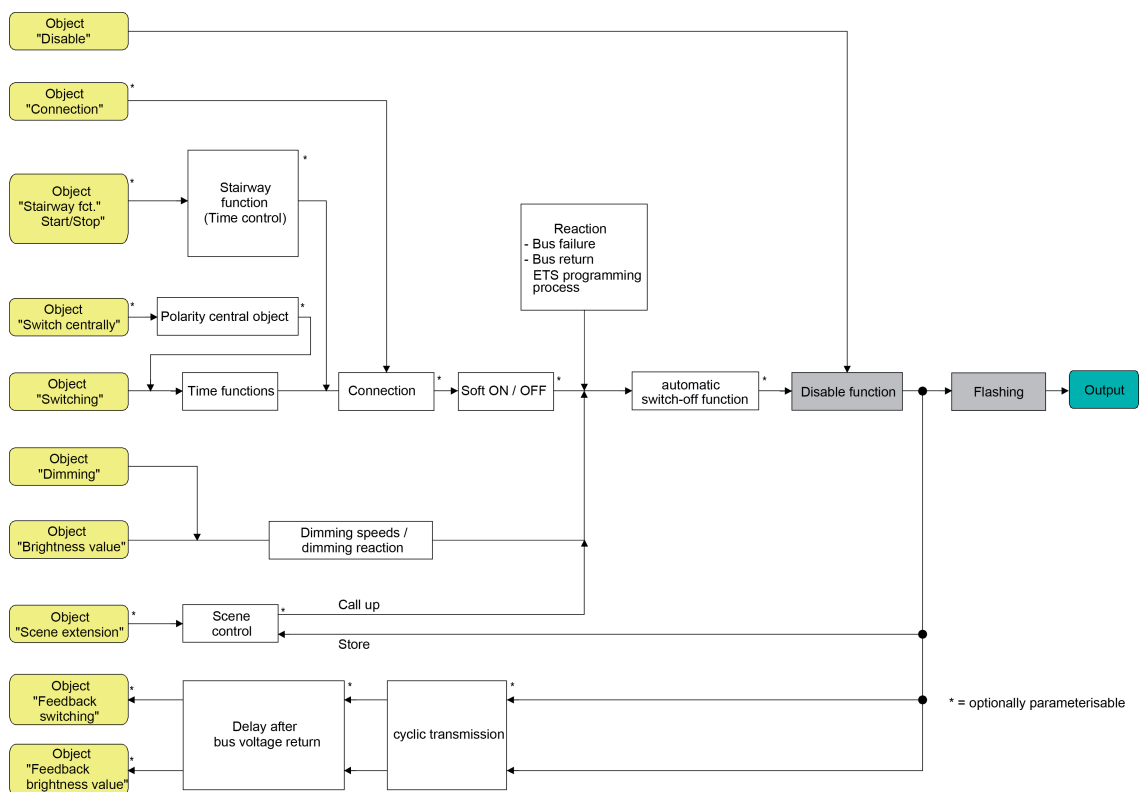 Object
"Disable"
Object
"Connection"
*
Object
"Stairway fct."
Start/Stop"
*
Stairway
function
(Time control)
*
Reaction
- Bus failure
- Bus return
ETS programming
process
Object
"Switch centrally"
*
Polarity central object
*
Object
"Switching"
Time functions
Connection
*
Soft ON / OFF
*
automatic
switch-off function
*
Disable function
Flashing
Output
Object
"Dimming"
Object
"Brightness value"
Dimming speeds /
dimming reaction
Object
"Scene extension"
*
Scene
control
*
Call up
Store
Object
"Feedback
switching"
*
Delay after
bus voltage return
*
cyclic transmission
*
* = optionally parameterisable
Object
"Feedback
brightness value"
*